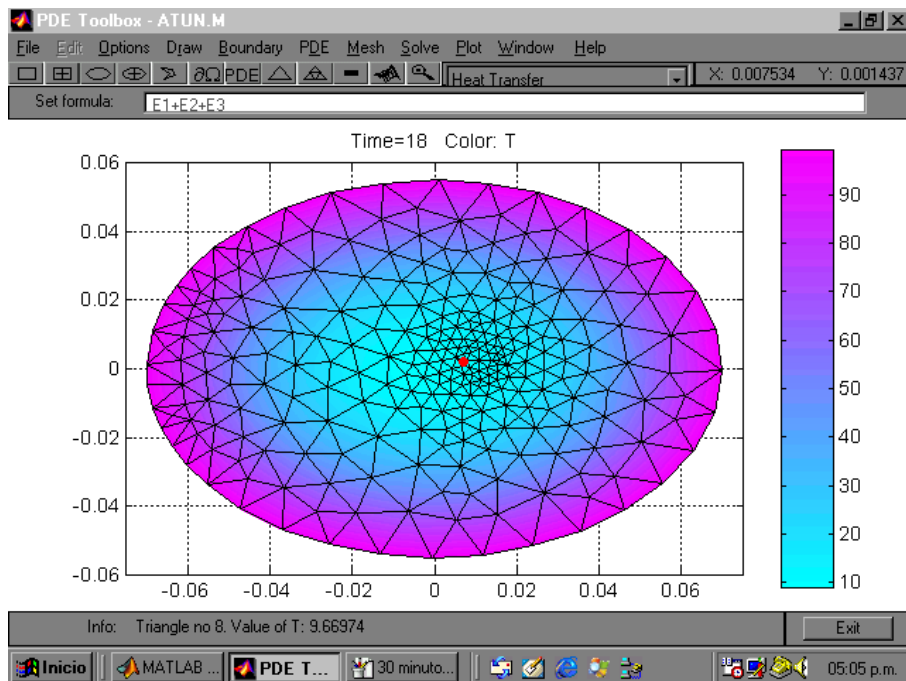 PDE Toolbox - ATUN.M
File Edit Options Draw Boundary PDE Mesh Solve Plot Window Help
∂Ω PDE Heat Transfer X: 0.007534 Y: 0.001437
Set formula: E1+E2+E3
Time=18 Color: T
0.06
0.04
0.02
0
-0.02
-0.04
-0.06
-0.06 -0.04 -0.02 0 0.02 0.04 0.06
90
80
70
60
50
40
30
20
10
Info: Triangle no 8. Value of T: 9.66974
Exit
Inicio MATLAB ... PDE T... 30 minuto... 05:05 p.m.